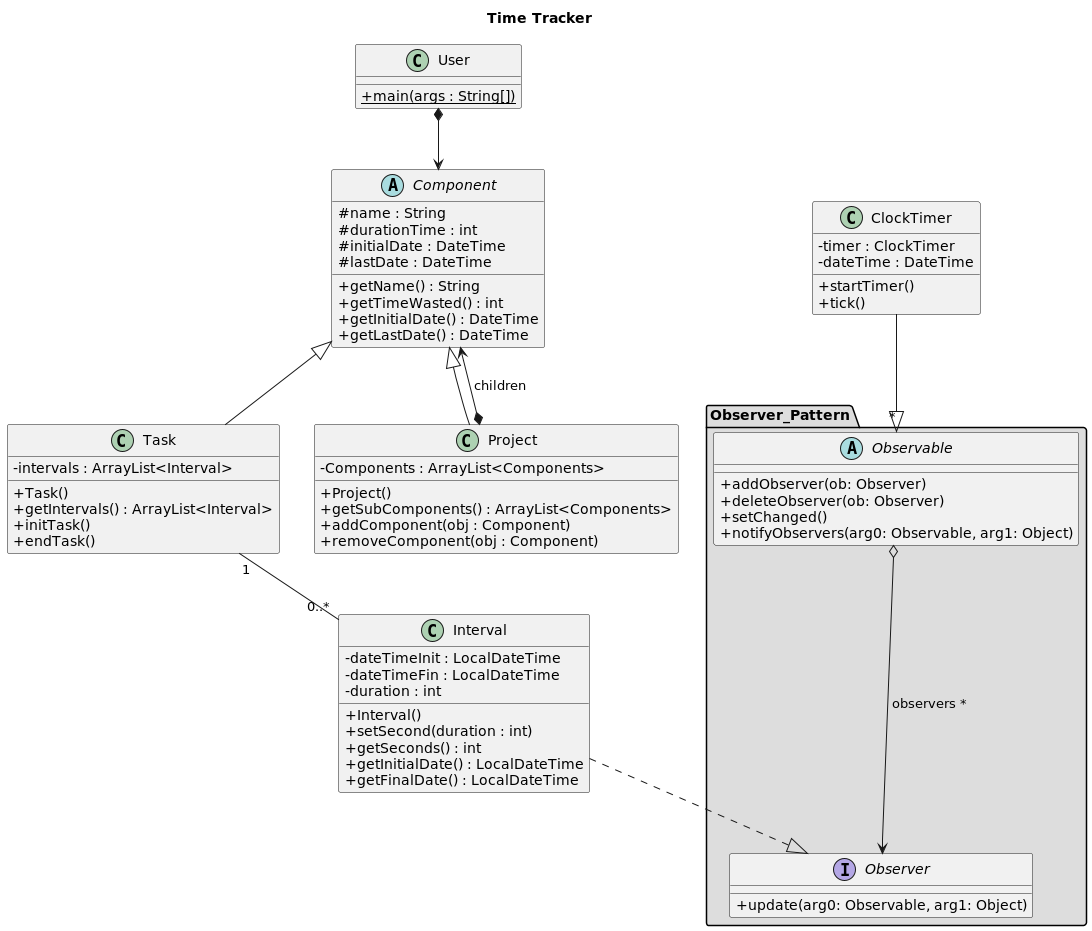 Time Tracker
C User
+main(args : String[])
A Component
#name : String
#durationTime : int
#initialDate : DateTime
#lastDate : DateTime
+getName() : String
+getTimeWasted() : int
+getInitialDate() : DateTime
+getLastDate() : DateTime
C ClockTimer
-timer : ClockTimer
-dateTime : DateTime
+startTimer()
+tick()
children
C Task
-intervals : ArrayList<Interval>
+Task()
+getIntervals() : ArrayList<Interval>
+initTask()
+endTask()
C Project
-Components : ArrayList<Components>
+Project()
+getSubComponents() : ArrayList<Components>
+addComponent(obj : Component)
+removeComponent(obj : Component)
Observer_Pattern
*
A Observable
+addObserver(ob: Observer)
+deleteObserver(ob: Observer)
+setChanged()
+notifyObservers(arg0: Observable, arg1: Object)
1
0..*
C Interval
-dateTimeInit : LocalDateTime
-dateTimeFin : LocalDateTime
-duration : int
+Interval()
+setSecond(duration : int)
+getSeconds() : int
+getInitialDate() : LocalDateTime
+getFinalDate() : LocalDateTime
observers *
I Observer
+update(arg0: Observable, arg1: Object)